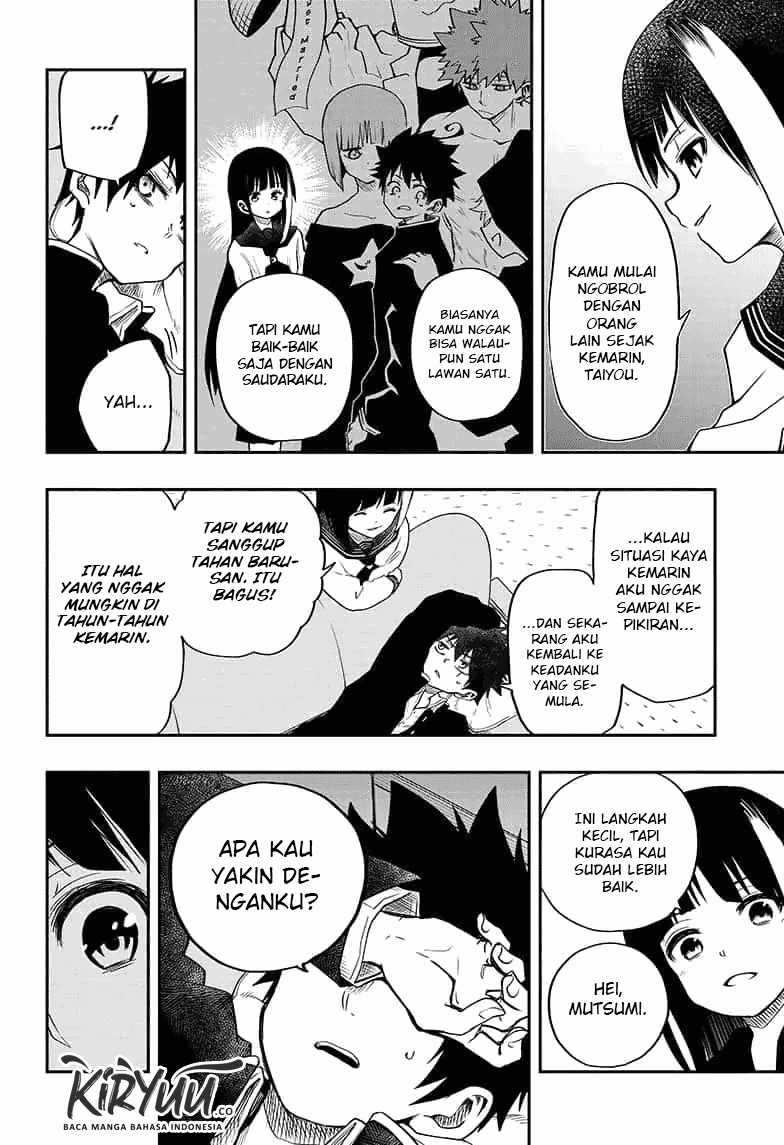 KAMU MULAI
NGOBROL
DENGAN
ORANG
LAIN SEJAK
KEMARIN,
TAIYOU.
Just Married
BIASANYA
KAMU NGGAK
BISA WALAU-
PUN SATU
LAWAN SATU.
TAPI KAMU
BAIK-BAIK
SAJA DENGAN
SAUDARAKU.
...!
YAH...
...KALAU
SITUASI KAYA
KEMARIN
AKU NGGAK
SAMPAI KE-
PIKIRAN...
...DAN SEKA-
RANG AKU
KEMBALI KE
KEADANKU
YANG SE-
MULA.
TAPI KAMU
SANGGUP
TAHAN BARU-
SAN. ITU
BAGUS!
ITU HAL
YANG NGGAK
MUNGKIN DI
TAHUN-TAHUN
KEMARIN.
INI LANGKAH
KECIL, TAPI
KURASA KAU
SUDAH LEBIH
BAIK.
HEI,
MUTSUMI.
APA KAU
YAKIN DE-
NGANKU?
KIRYUU.CO
BACA MANGA BAHASA INDONESIA